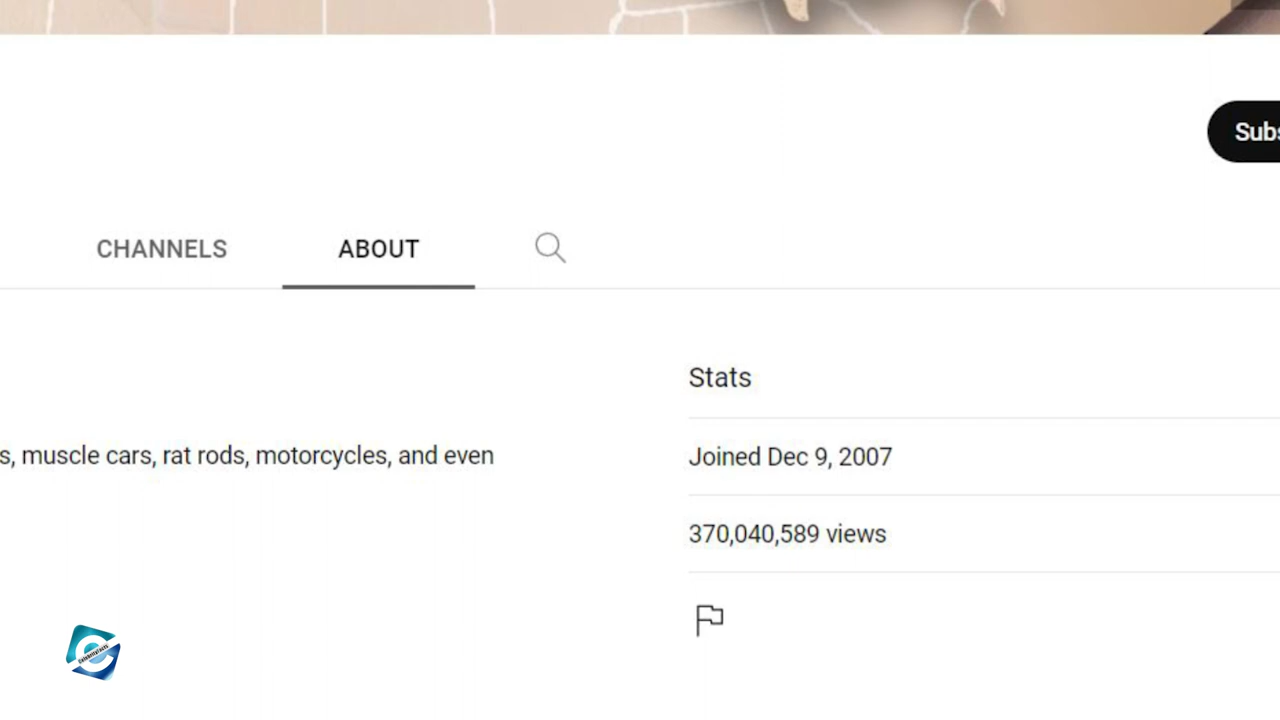 Subs
CHANNELS
ABOUT
Stats
s, muscle cars, rat rods, motorcycles, and even
Joined Dec 9, 2007
370,040,589 views
CelebrityFacts